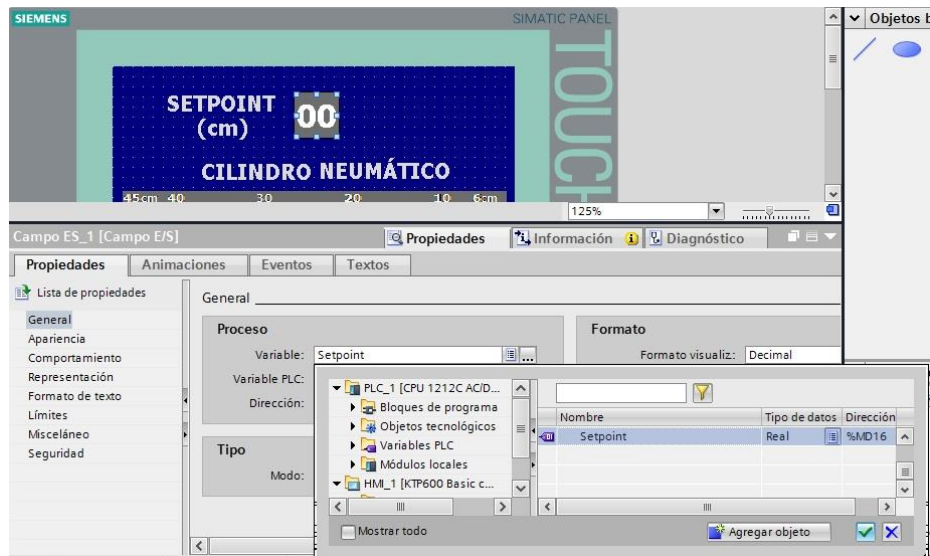 SIEMENS
SIMATIC PANEL
TOUCH
Objetos b
SETPOINT
(cm)
00
CILINDRO NEUMÁTICO
45cm 40 30 20 10 6cm
125%
Campo ES_1 [Campo E/S]
Propiedades
Información
Diagnóstico
Propiedades Animaciones Eventos Textos
Lista de propiedades
General
Apariencia
Comportamiento
Representación
Formato de texto
Límites
Misceláneo
Seguridad
General
Proceso
Variable: Setpoint
Variable PLC:
Dirección:
Tipo
Modo:
Formato
Formato visualiz.: Decimal
PLC_1 [CPU 1212C AC/D...
Bloques de programa
Objetos tecnológicos
Variables PLC
Módulos locales
HMI_1 [KTP600 Basic c...
Nombre Tipo de datos Dirección
Setpoint Real %MD16
Mostrar todo
Agregar objeto